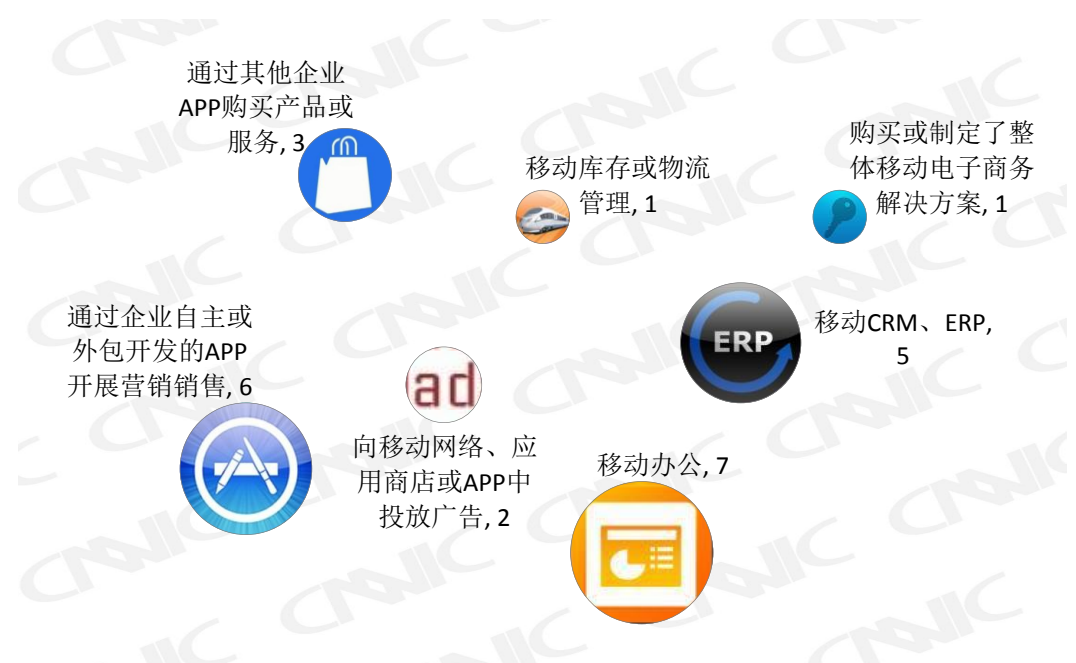 通过其他企业
APP购买产品或
服务, 3
移动库存或物流
管理, 1
购买或制定了整
体移动电子商务
解决方案, 1
通过企业自主或
外包开发的APP
开展营销销售, 6
ad
向移动网络、应
用商店或APP中
投放广告, 2
ERP
移动CRM、ERP,
5
移动办公, 7
CNNIC